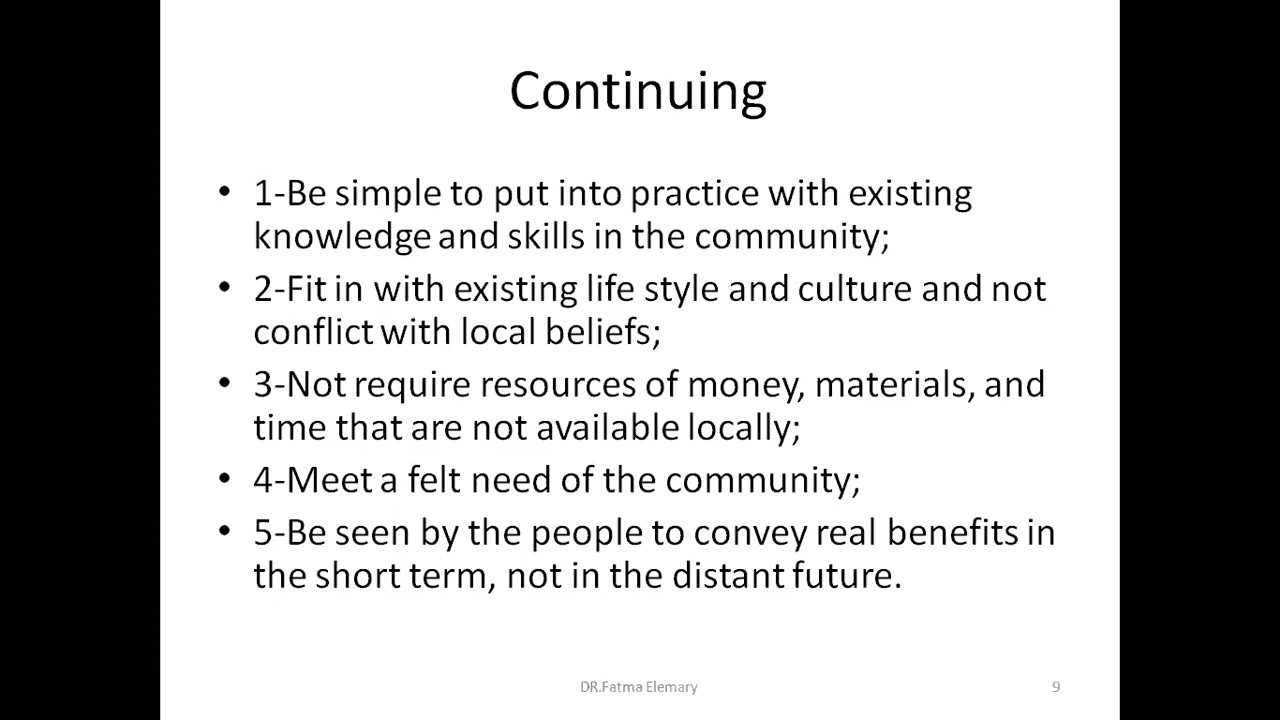 Continuing
• 1-Be simple to put into practice with existing
knowledge and skills in the community;
• 2-Fit in with existing life style and culture and not
conflict with local beliefs;
• 3-Not require resources of money, materials, and
time that are not available locally;
• 4-Meet a felt need of the community;
• 5-Be seen by the people to convey real benefits in
the short term, not in the distant future.
DR.Fatma Elemary
9